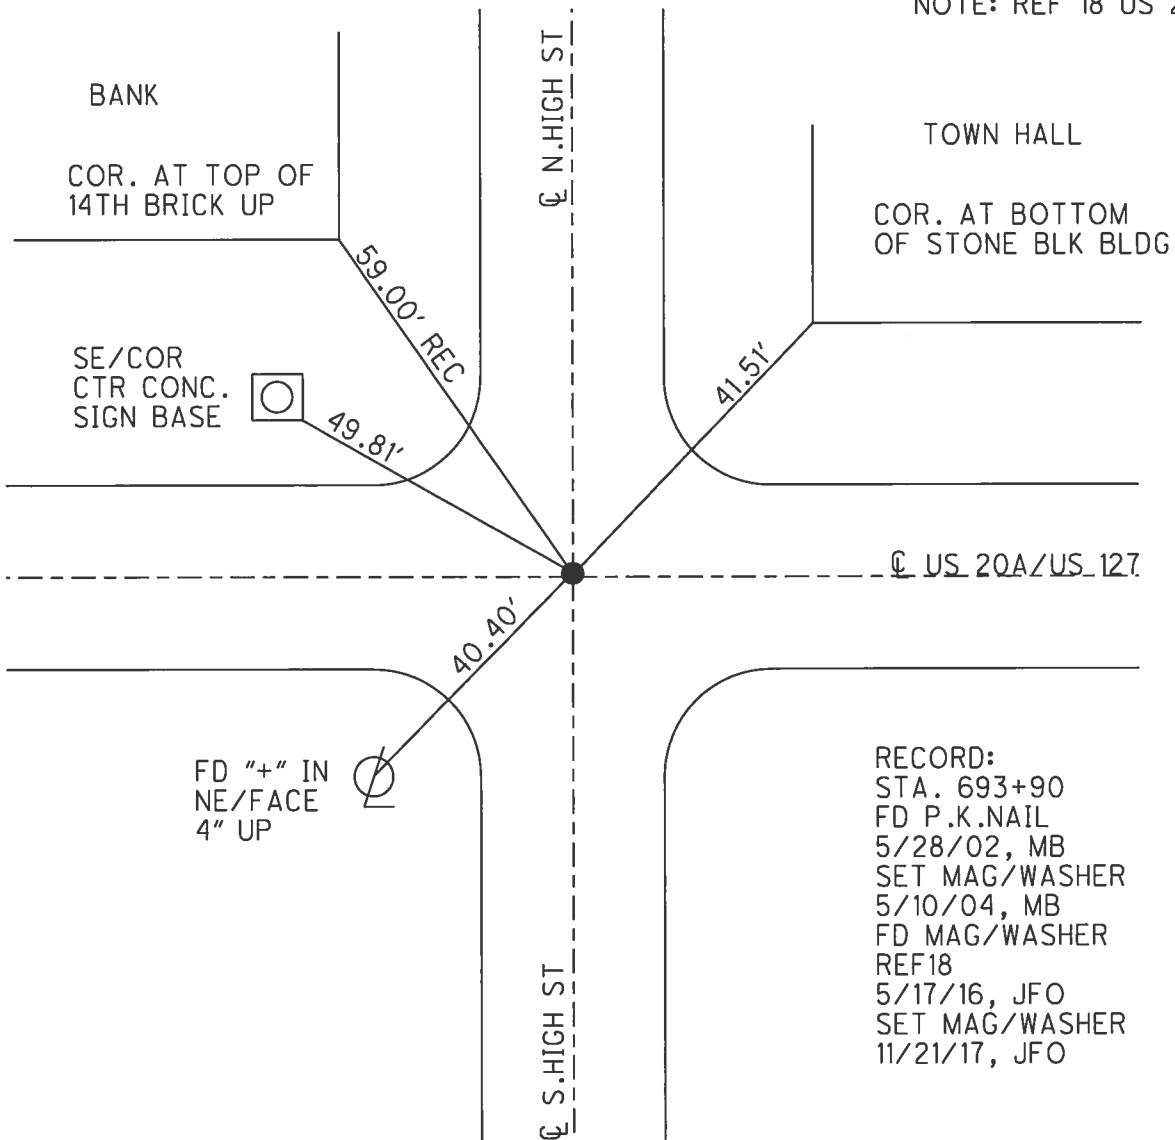 NOTE: REF 18 US
BANK
COR. AT TOP OF
14TH BRICK UP
℄ N.HIGH ST
TOWN HALL
COR. AT BOTTOM
OF STONE BLK BLDG
59.00' REC
41.51'
SE/COR
CTR CONC.
SIGN BASE
49.81'
℄ US 20A/US 127
40.40'
FD "+" IN
NE/FACE
4" UP
RECORD:
STA. 693+90
FD P.K.NAIL
5/28/02, MB
SET MAG/WASHER
5/10/04, MB
FD MAG/WASHER
REF18
5/17/16, JFO
SET MAG/WASHER
11/21/17, JFO
℄ S.HIGH ST